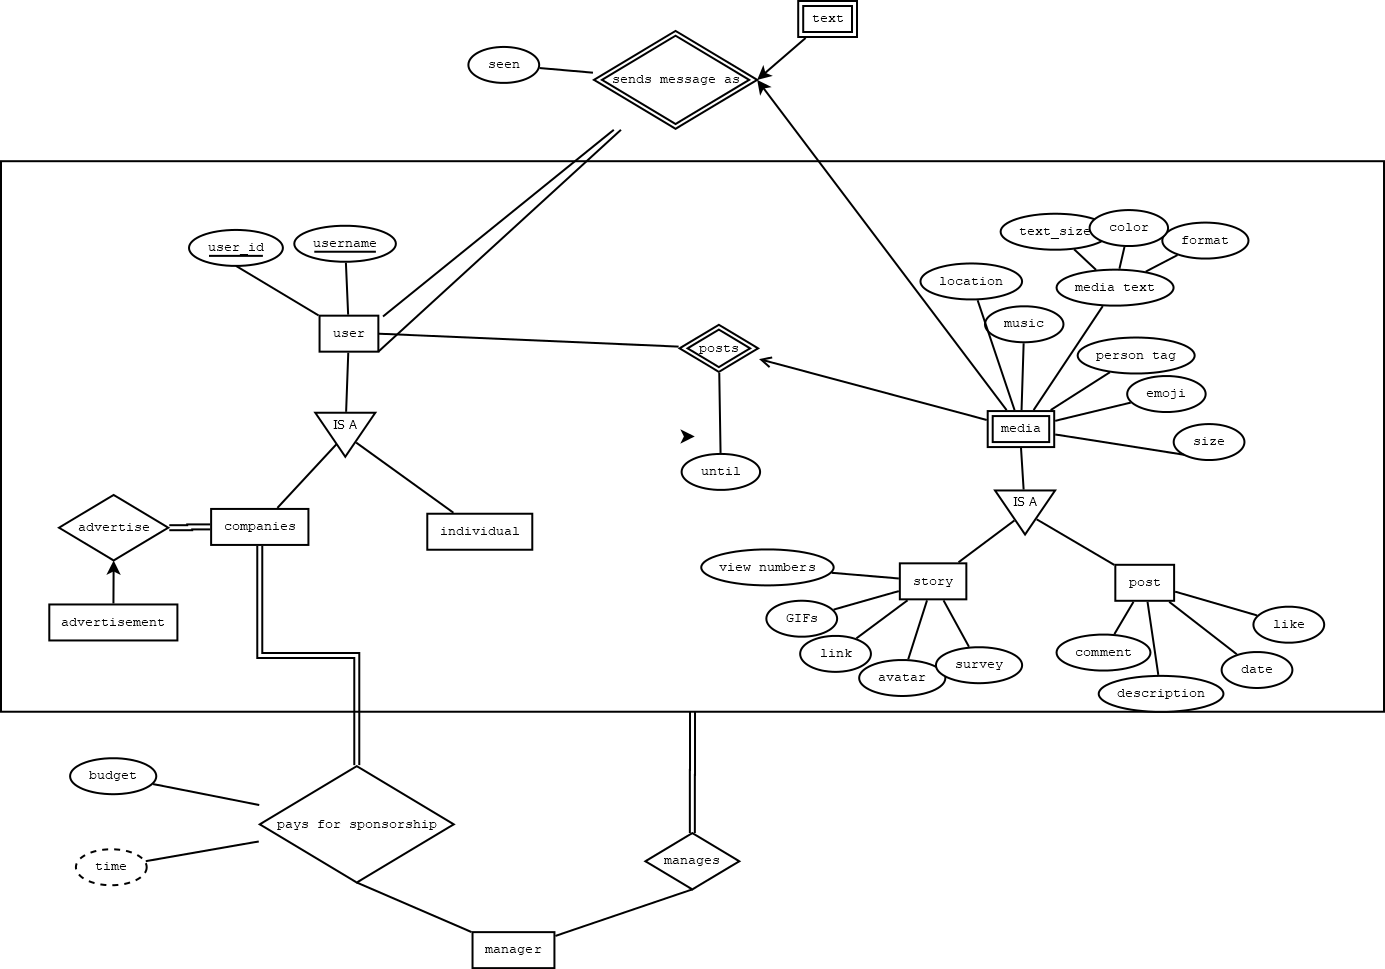 text
seen
sends message as
user_id
username
text_size
color
format
location
media text
music
user
posts
person tag
emoji
IS A
media
size
until
IS A
advertise
companies
individual
view numbers
story
post
advertisement
GIFs
like
link
comment
survey
date
avatar
description
budget
pays for sponsorship
time
manages
manager